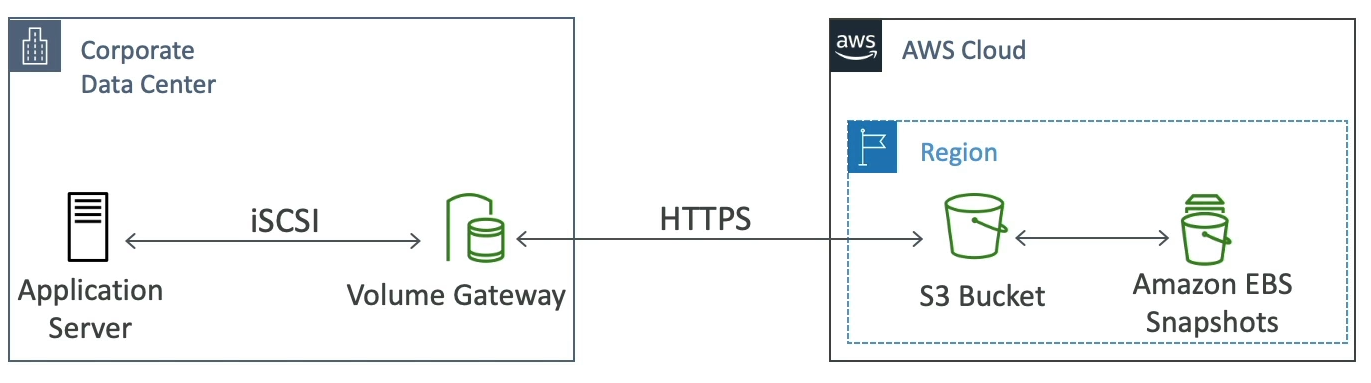 Corporate
Data Center
aws
AWS Cloud
Region
iSCSI
HTTPS
Application
Server
Volume Gateway
S3 Bucket
Amazon EBS
Snapshots